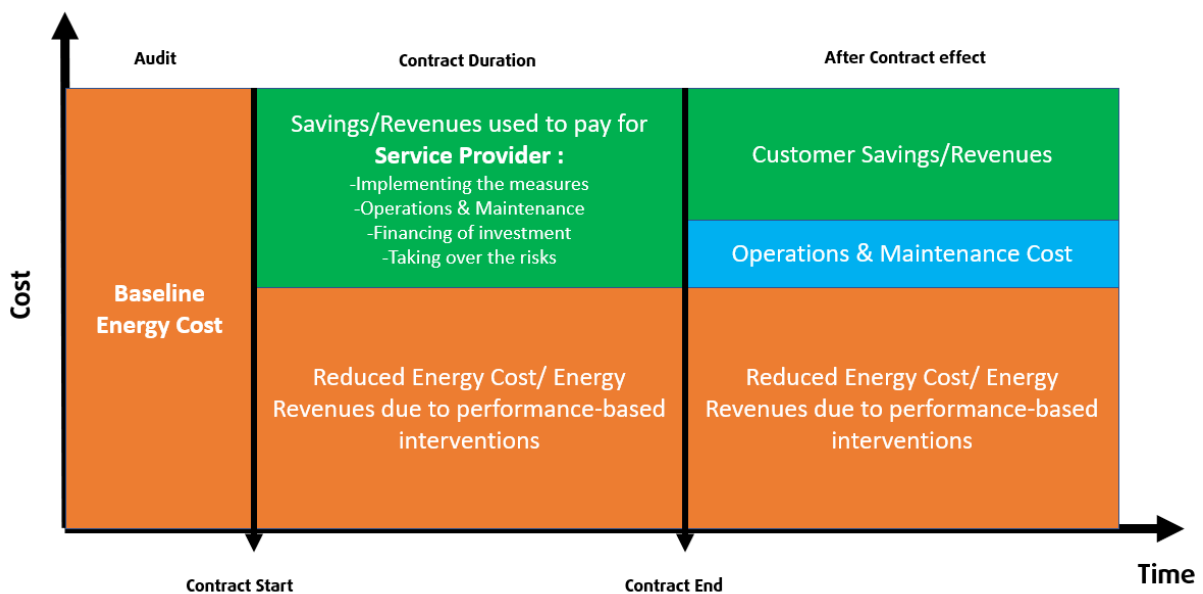 Audit
Contract Duration
After Contract effect
Cost
Baseline
Energy Cost
Savings/Revenues used to pay for
Service Provider :
-Implementing the measures
-Operations & Maintenance
-Financing of investment
-Taking over the risks
Customer Savings/Revenues
Operations & Maintenance Cost
Reduced Energy Cost/ Energy
Revenues due to performance-based
interventions
Reduced Energy Cost/ Energy
Revenues due to performance-based
interventions
Contract Start
Contract End
Time